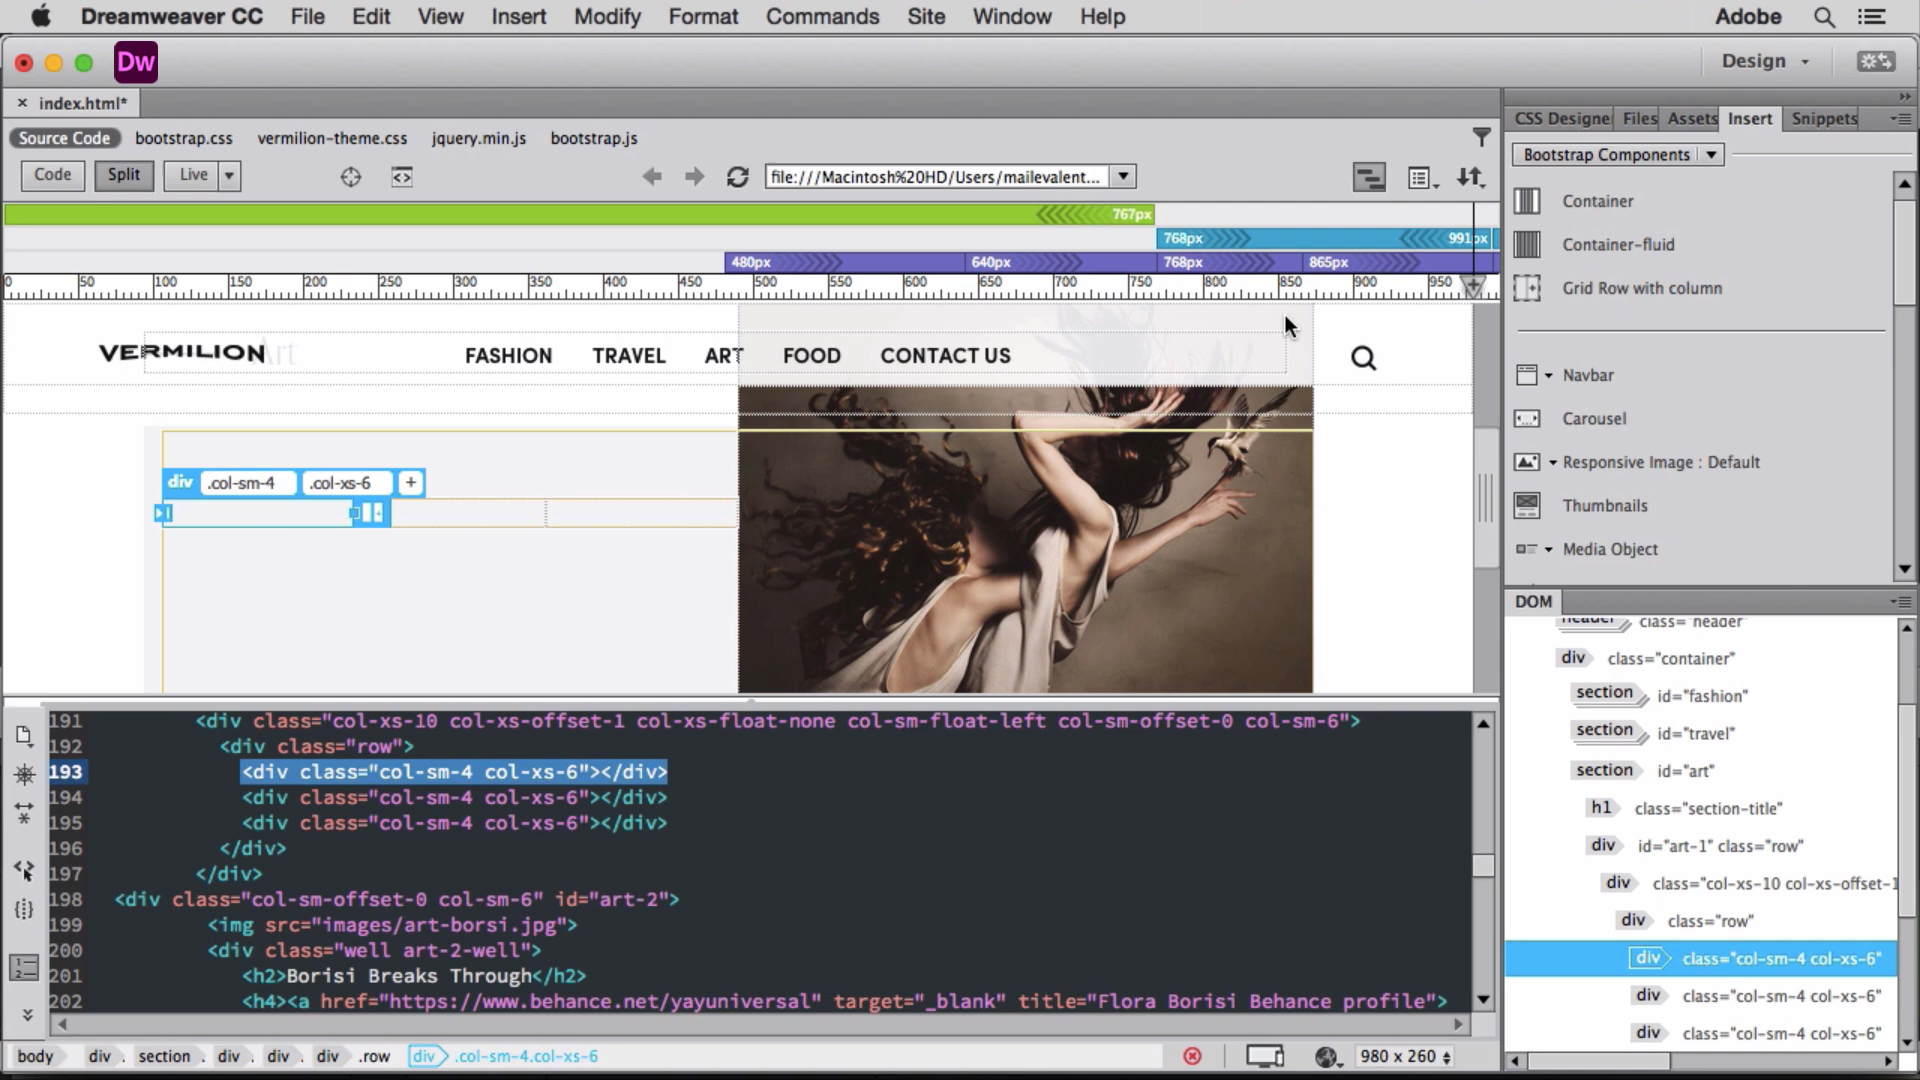 Dreamweaver CC File Edit View Insert Modify Format Commands Site Window Help Adobe
Dw Design
index.html*
Source Code bootstrap.css vermilion-theme.css jquery.min.js bootstrap.js
Code Split Live file:///Macintosh%20HD/Users/mailevalent...
767px
768px 991px
480px 640px 768px 865px
0 50 100 150 200 250 300 350 400 450 500 550 600 650 700 750 800 850 900 950
VERMILION Art FASHION TRAVEL ART FOOD CONTACT US
div .col-sm-4 .col-xs-6 +
191 <div class="col-xs-10 col-xs-offset-1 col-xs-float-none col-sm-float-left col-sm-offset-0 col-sm-6">
192 <div class="row">
193 <div class="col-sm-4 col-xs-6"></div>
194 <div class="col-sm-4 col-xs-6"></div>
195 <div class="col-sm-4 col-xs-6"></div>
196 </div>
197 </div>
198 <div class="col-sm-offset-0 col-sm-6" id="art-2">
199 <img src="images/art-borsi.jpg">
200 <div class="well art-2-well">
201 <h2>Borisi Breaks Through</h2>
202 <h4><a href="https://www.behance.net/yayuniversal" target="_blank" title="Flora Borisi Behance profile">
body div section div div div .row div .col-sm-4.col-xs-6 980 x 260
CSS Designe Files Assets Insert Snippets
Bootstrap Components
Container
Container-fluid
Grid Row with column
Navbar
Carousel
Responsive Image : Default
Thumbnails
Media Object
DOM
header class="header"
div class="container"
section id="fashion"
section id="travel"
section id="art"
h1 class="section-title"
div id="art-1" class="row"
div class="col-xs-10 col-xs-offset-1
div class="row"
div class="col-sm-4 col-xs-6"
div class="col-sm-4 col-xs-6"
div class="col-sm-4 col-xs-6"